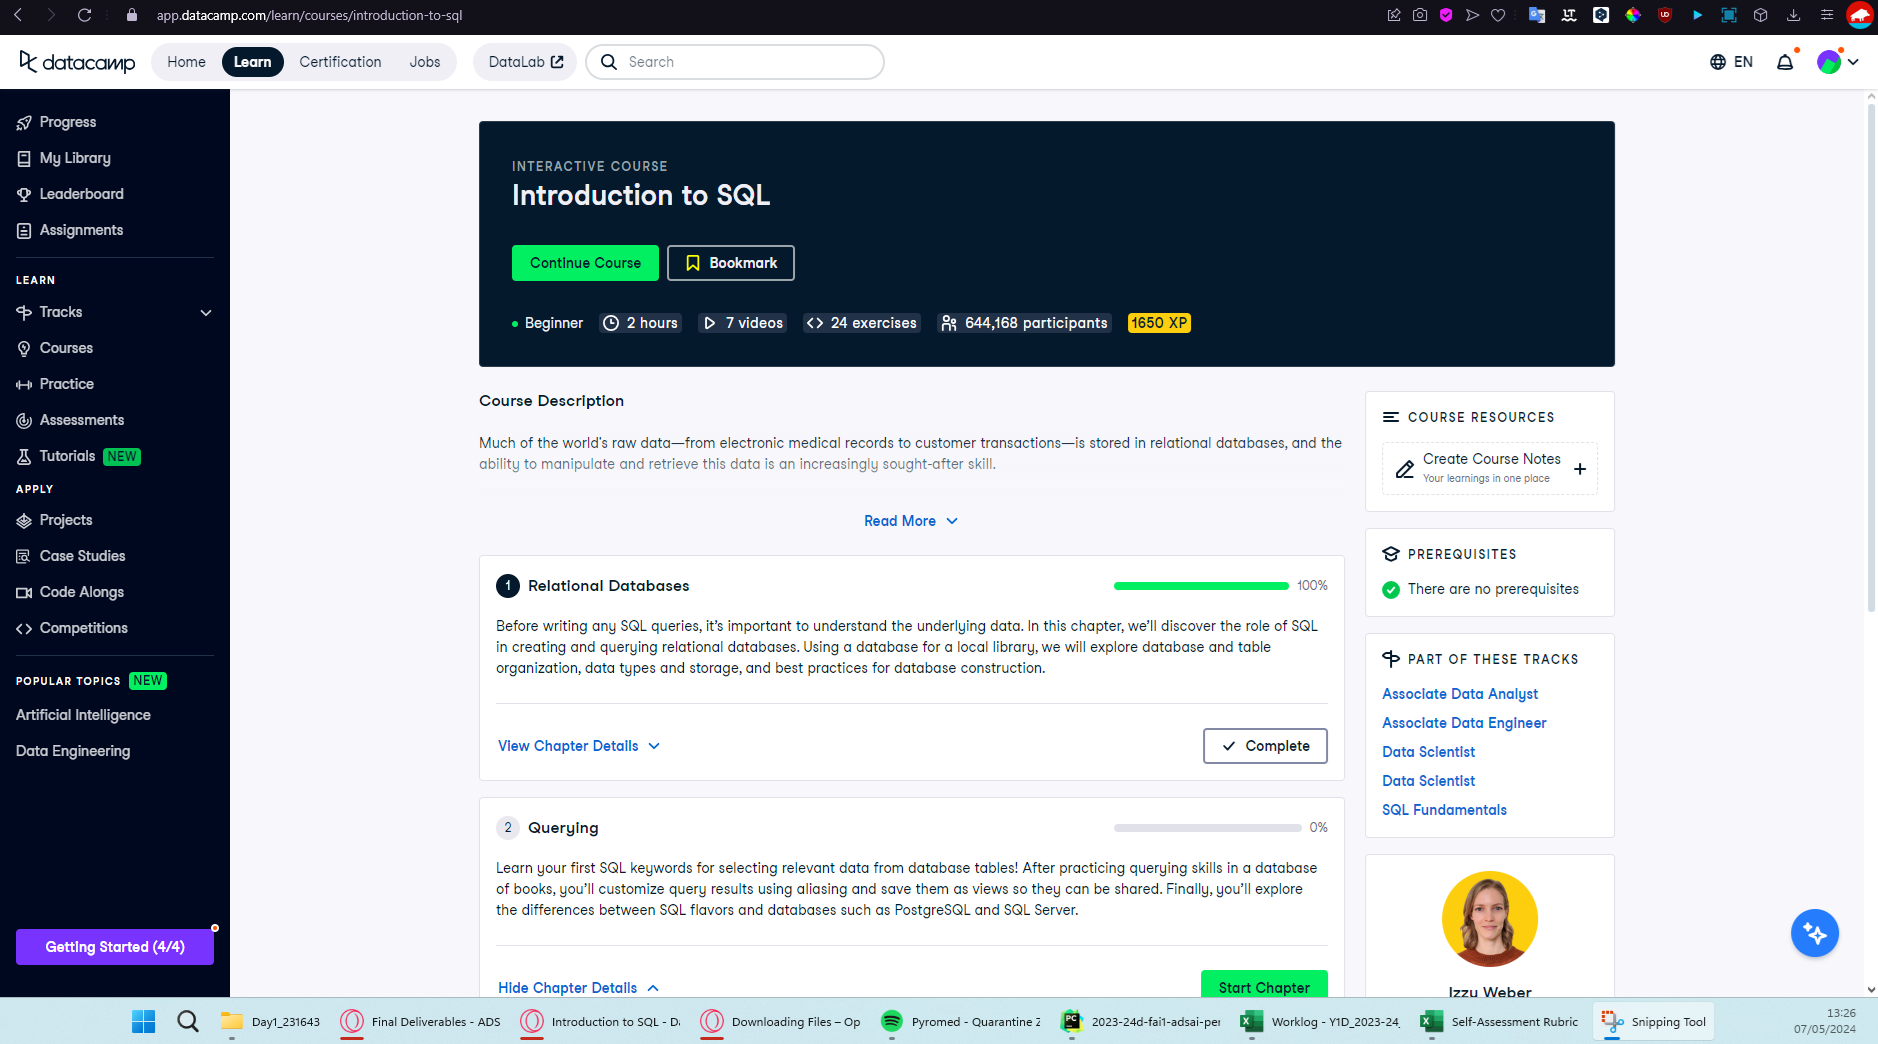 app.datacamp.com/learn/courses/introduction-to-sql
datacamp
Home
Learn
Certification
Jobs
DataLab
Search
EN
Progress
My Library
Leaderboard
Assignments
LEARN
Tracks
Courses
Practice
Assessments
Tutorials NEW
APPLY
Projects
Case Studies
Code Alongs
Competitions
POPULAR TOPICS NEW
Artificial Intelligence
Data Engineering
Getting Started (4/4)
INTERACTIVE COURSE
Introduction to SQL
Continue Course
Bookmark
Beginner 2 hours 7 videos 24 exercises 644,168 participants 1650 XP
Course Description
Much of the world's raw data—from electronic medical records to customer transactions—is stored in relational databases, and the
ability to manipulate and retrieve this data is an increasingly sought-after skill.
Read More
1 Relational Databases 100%
Before writing any SQL queries, it's important to understand the underlying data. In this chapter, we'll discover the role of SQL
in creating and querying relational databases. Using a database for a local library, we will explore database and table
organization, data types and storage, and best practices for database construction.
View Chapter Details
Complete
2 Querying 0%
Learn your first SQL keywords for selecting relevant data from database tables! After practicing querying skills in a database
of books, you'll customize query results using aliasing and save them as views so they can be shared. Finally, you'll explore
the differences between SQL flavors and databases such as PostgreSQL and SQL Server.
Hide Chapter Details
Start Chapter
COURSE RESOURCES
Create Course Notes
Your learnings in one place
PREREQUISITES
There are no prerequisites
PART OF THESE TRACKS
Associate Data Analyst
Associate Data Engineer
Data Scientist
Data Scientist
SQL Fundamentals
Izzy Weber
Day1_231643
Final Deliverables - ADS
Introduction to SQL - Da
Downloading Files – Op
Pyromed - Quarantine 2
2023-24d-fai1-adsai-per
Worklog - Y1D_2023-24_
Self-Assessment Rubric
Snipping Tool
13:26
07/05/2024